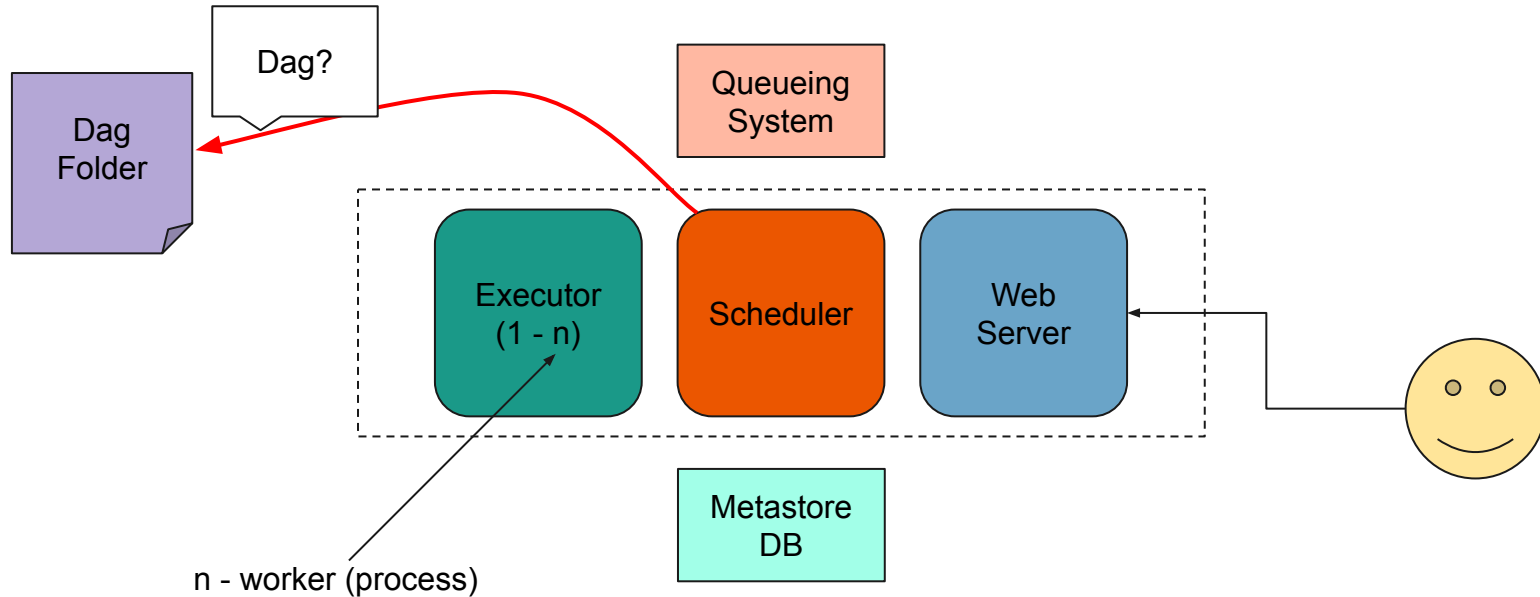 Dag?
Dag
Folder
Queueing
System
Executor
(1 - n)
Scheduler
Web
Server
Metastore
DB
n - worker (process)